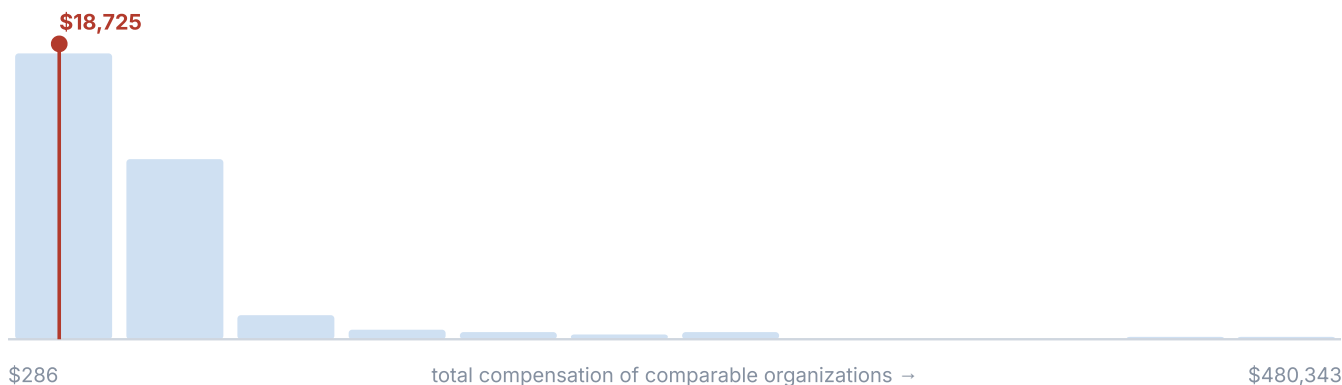 $18,725
$286 total compensation of comparable organizations → $480,343